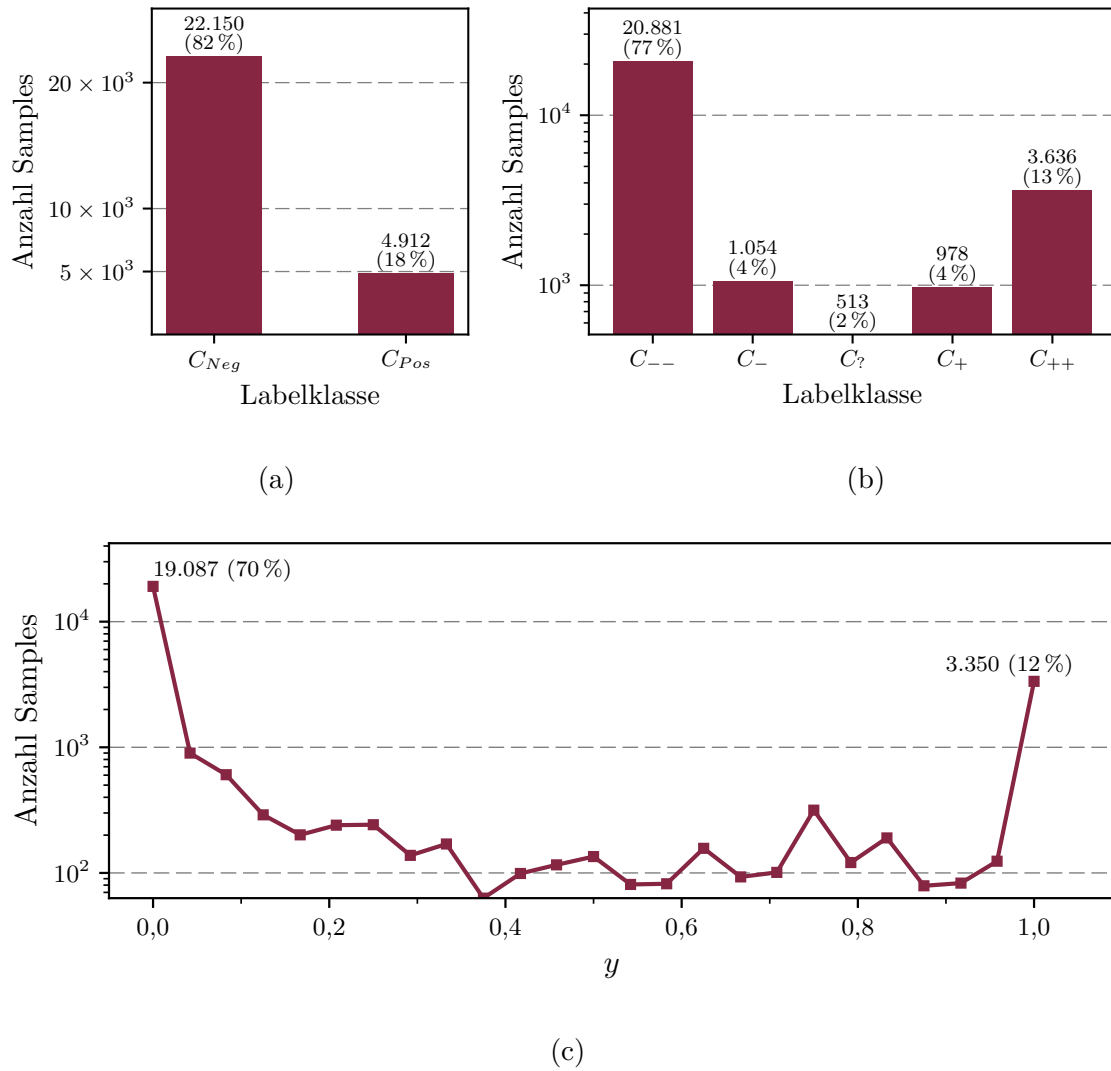 22.150
(82 %)
4.912
(18 %)
20 × 10³
10 × 10³
5 × 10³
Anzahl Samples
C_Neg
C_Pos
Labelklasse
(a)
20.881
(77 %)
1.054
(4 %)
513
(2 %)
978
(4 %)
3.636
(13 %)
10⁴
10³
Anzahl Samples
C_−−
C_−
C_?
C_+
C_++
Labelklasse
(b)
19.087 (70 %)
3.350 (12 %)
10⁴
10³
10²
Anzahl Samples
0,0
0,2
0,4
0,6
0,8
1,0
y
(c)